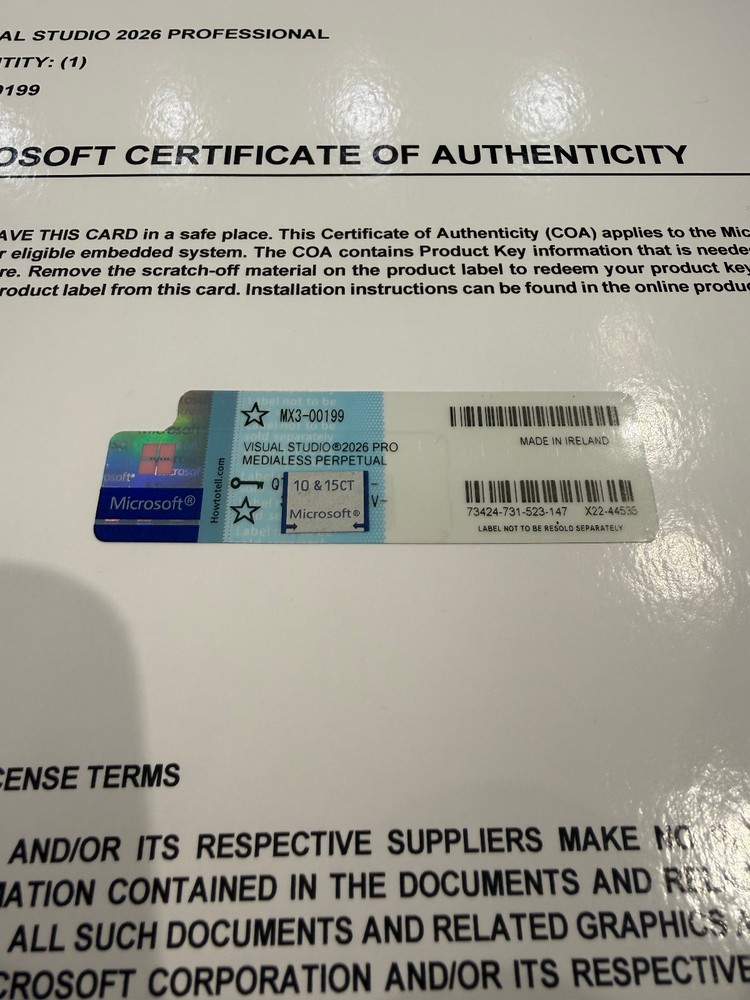 AL STUDIO 2026 PROFESSIONAL
TITY: (1)
0199
OSOFT CERTIFICATE OF AUTHENTICITY
AVE THIS CARD in a safe place. This Certificate of Authenticity (COA) applies to the Mic
r eligible embedded system. The COA contains Product Key information that is neede
re. Remove the scratch-off material on the product label to redeem your product key
roduct label from this card. Installation instructions can be found in the online produc
MX3-00199
VISUAL STUDIO®2026 PRO
MEDIALESS PERPETUAL
10 &15CT
Microsoft®
V-
Microsoft®
Howtotell.com
MADE IN IRELAND
73424-731-523-147 X22-44535
LABEL NOT TO BE RESOLD SEPARATELY
CENSE TERMS
AND/OR ITS RESPECTIVE SUPPLIERS MAKE NO
MATION CONTAINED IN THE DOCUMENTS AND REL
ALL SUCH DOCUMENTS AND RELATED GRAPHICS
CROSOFT CORPORATION AND/OR ITS RESPECTIVE